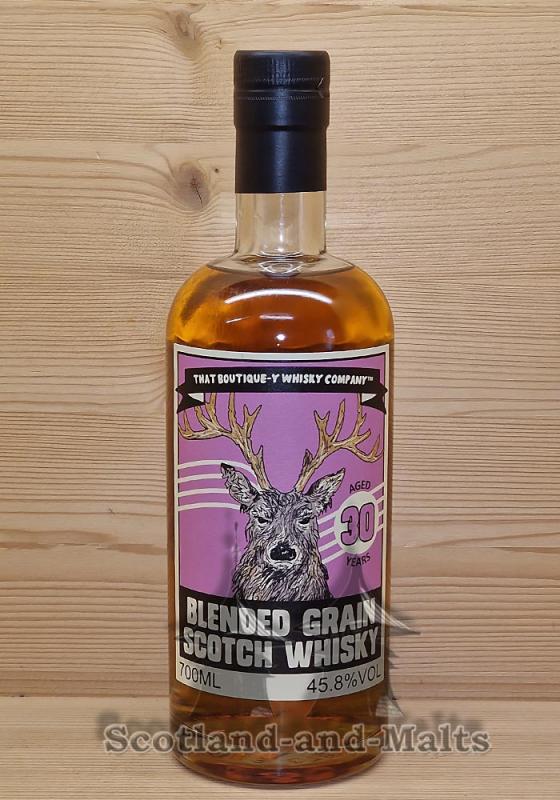 THAT BOUTIQUE-Y WHISKY COMPANY™
AGED
30
YEARS
BLENDED GRAIN
SCOTCH WHISKY
700ML 45.8%VOL
Scotland-and-Malts